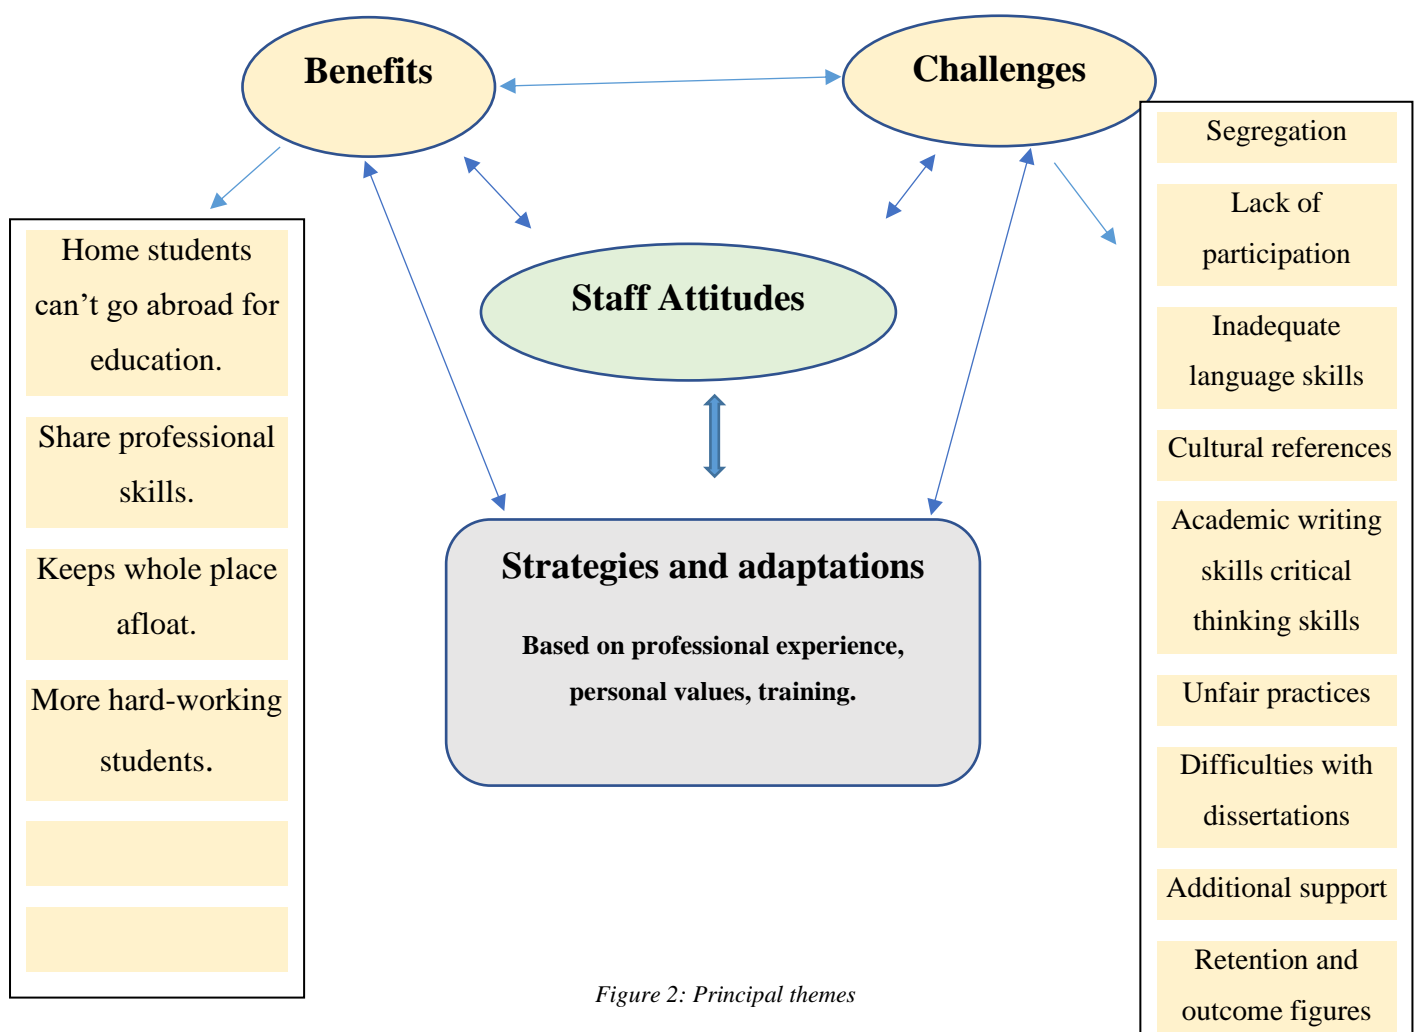 Benefits
Challenges
Home students
can’t go abroad for
education.
Share professional
skills.
Keeps whole place
afloat.
More hard-working
students.
Staff Attitudes
Strategies and adaptations
Based on professional experience,
personal values, training.
Segregation
Lack of
participation
Inadequate
language skills
Cultural references
Academic writing
skills critical
thinking skills
Unfair practices
Difficulties with
dissertations
Additional support
Retention and
outcome figures
Figure 2: Principal themes